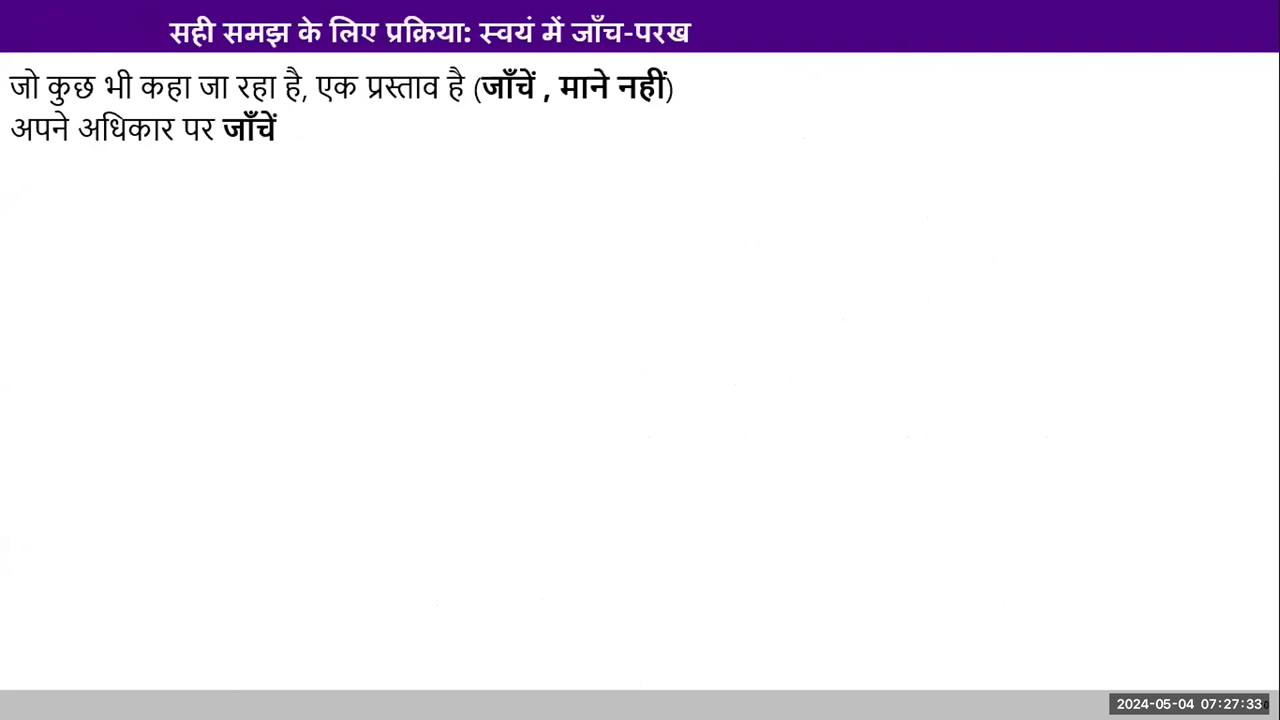 सही समझ के लिए प्रक्रिया: स्वयं में जाँच-परख
जो कुछ भी कहा जा रहा है, एक प्रस्ताव है (जाँचें , माने नहीं)
अपने अधिकार पर जाँचें
2024-05-04 07:27:33